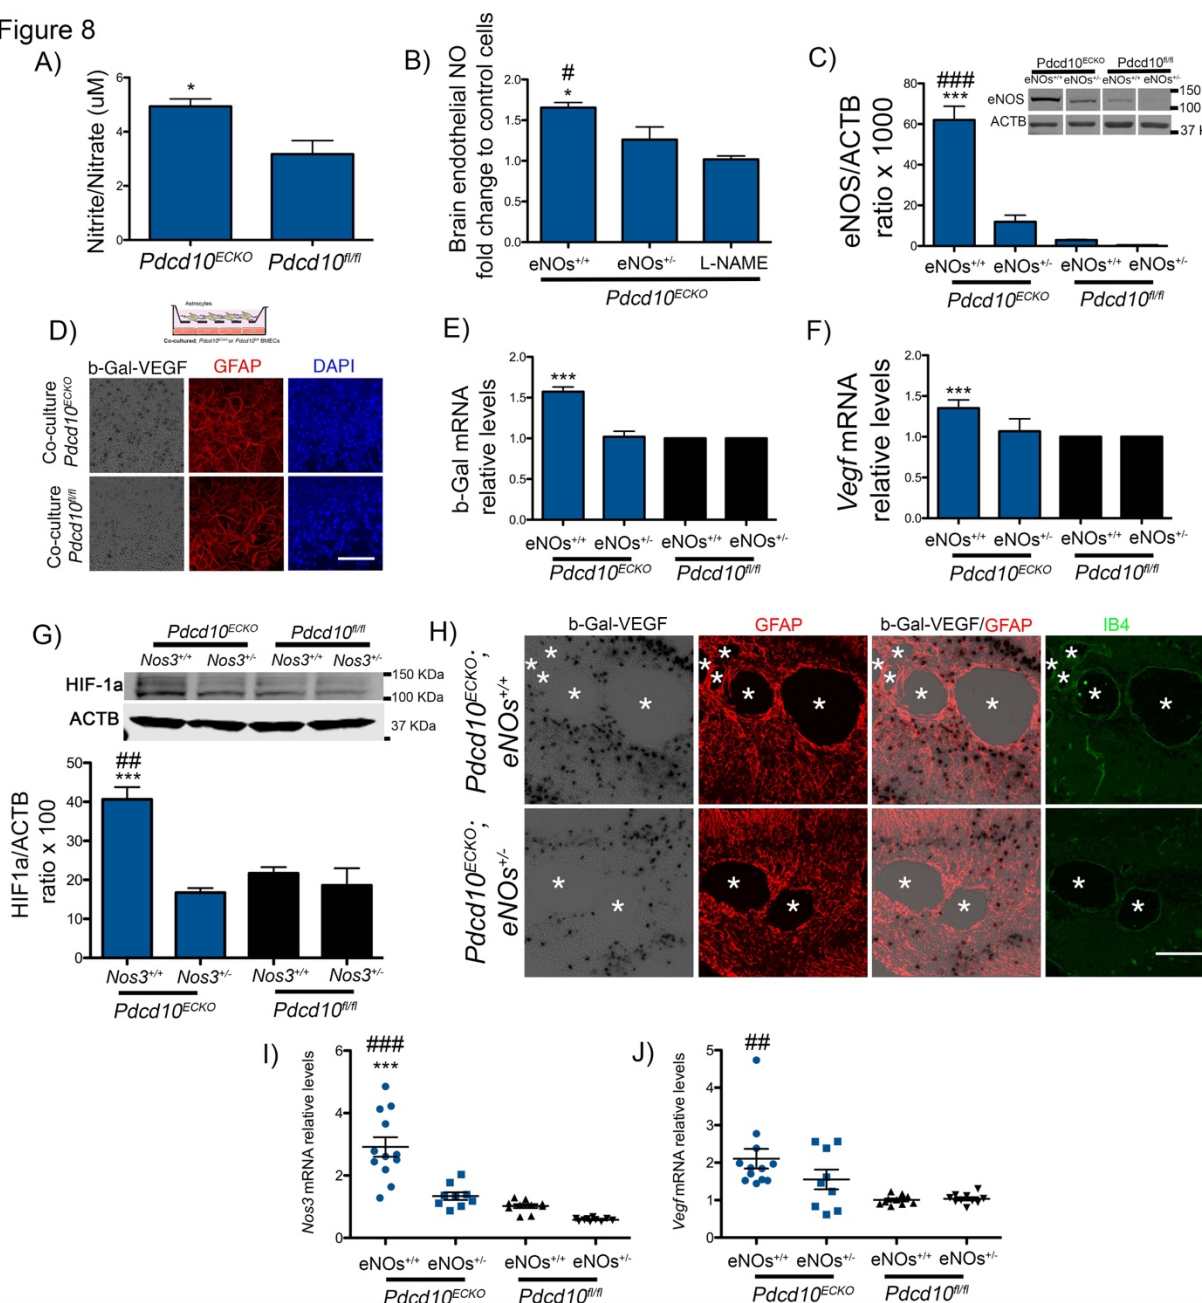 Figure 8
A)
Nitrite/Nitrate (uM)
6
4
2
0
*
Pdcd10ECKO Pdcd10fl/fl
B)
Brain endothelial NO
fold change to control cells
2.0
1.5
1.0
0.5
0.0
#
*
eNOs+/+ eNOs+/- L-NAME
Pdcd10ECKO
C)
eNOS/ACTB
ratio x 1000
80
60
40
20
0
###
***
Pdcd10ECKO Pdcd10fl/fl
eNOs+/+ eNOs+/- eNOs+/+ eNOs+/-
eNOS
150
100
ACTB
37 K
eNOs+/+ eNOs+/- eNOs+/+ eNOs+/-
Pdcd10ECKO Pdcd10fl/fl
D)
Astrocytes
Co-cultured; Pdcd10ECKO or Pdcd10fl/fl BMECs
b-Gal-VEGF GFAP DAPI
Co-culture
Pdcd10ECKO
Co-culture
Pdcd10fl/fl
E)
b-Gal mRNA
relative levels
2.0
1.5
1.0
0.5
0.0
***
eNOs+/+ eNOs+/- eNOs+/+ eNOs+/-
Pdcd10ECKO Pdcd10fl/fl
F)
Vegf mRNA
relative levels
2.0
1.5
1.0
0.5
0.0
***
eNOs+/+ eNOs+/- eNOs+/+ eNOs+/-
Pdcd10ECKO Pdcd10fl/fl
G)
Pdcd10ECKO Pdcd10fl/fl
Nos3+/+ Nos3+/- Nos3+/+ Nos3+/-
HIF-1a
150 KDa
100 KDa
ACTB
37 KDa
HIF1a/ACTB
ratio x 100
50
40
30
20
10
0
##
***
Nos3+/+ Nos3+/- Nos3+/+ Nos3+/-
Pdcd10ECKO Pdcd10fl/fl
H)
b-Gal-VEGF GFAP b-Gal-VEGF/GFAP IB4
Pdcd10ECKO;
eNOs+/+
Pdcd10ECKO;
eNOs+/-
I)
Nos3 mRNA relative levels
6
4
2
0
###
***
eNOs+/+ eNOs+/- eNOs+/+ eNOs+/-
Pdcd10ECKO Pdcd10fl/fl
J)
Vegf mRNA relative levels
5
4
3
2
1
0
##
eNOs+/+ eNOs+/- eNOs+/+ eNOs+/-
Pdcd10ECKO Pdcd10fl/fl